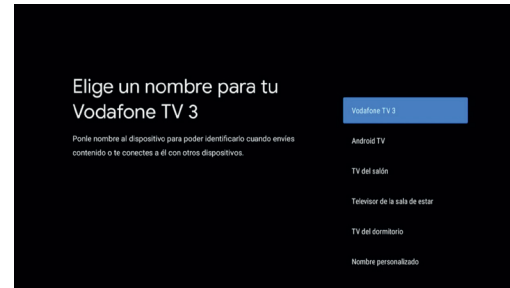 Elige un nombre para tu
Vodafone TV 3
Ponle nombre al dispositivo para poder identificarlo cuando envíes
contenido o te conectes a él con otros dispositivos.
Vodafone TV 3
Android TV
TV del salón
Televisor de la sala de estar
TV del dormitorio
Nombre personalizado